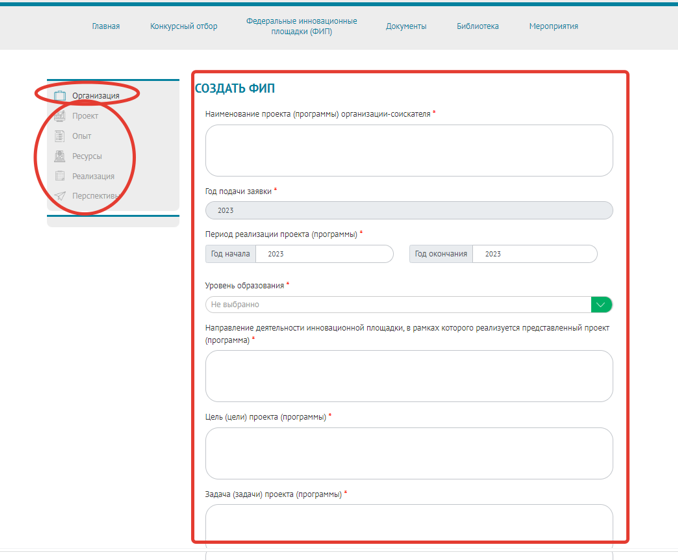 Главная
Конкурсный отбор
Федеральные инновационные
площадки (ФИП)
Документы
Библиотека
Мероприятия
Организация
Проект
Опыт
Ресурсы
Реализация
Перспективы
СОЗДАТЬ ФИП
Наименование проекта (программы) организации-соискателя *
Год подачи заявки *
2023
Период реализации проекта (программы) *
Год начала 2023
Год окончания 2023
Уровень образования *
Не выбранно
Направление деятельности инновационной площадки, в рамках которого реализуется представленный проект
(программа) *
Цель (цели) проекта (программы) *
Задача (задачи) проекта (программы) *